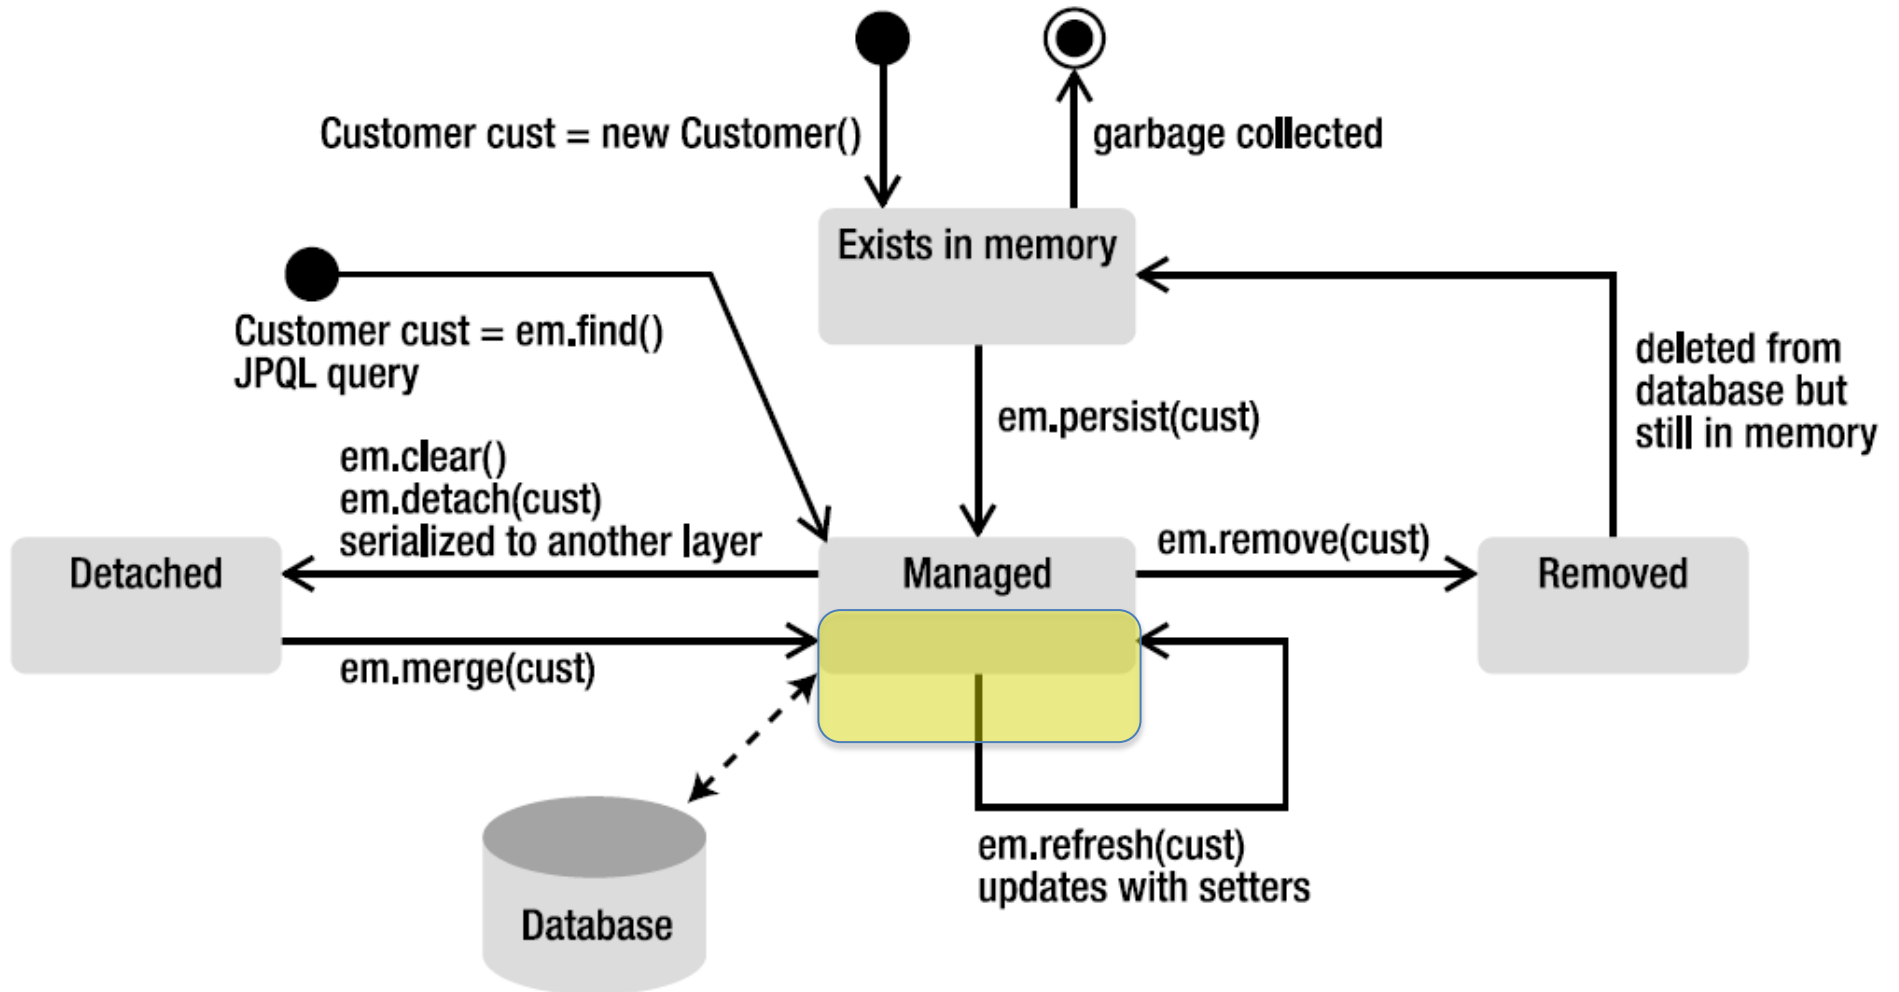 Customer cust = new Customer()
garbage collected
Exists in memory
Customer cust = em.find()
JPQL query
deleted from
database but
still in memory
em.persist(cust)
em.clear()
em.detach(cust)
serialized to another layer
em.remove(cust)
Detached
Managed
Removed
em.merge(cust)
em.refresh(cust)
updates with setters
Database